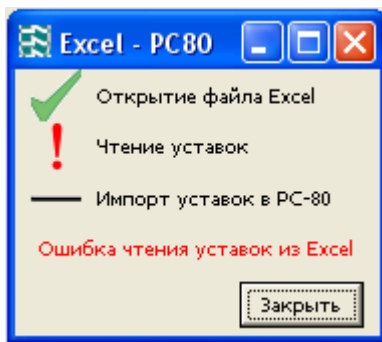 Excel - PC80
Открытие файла Excel
Чтение уставок
Импорт уставок в РС-80
Ошибка чтения уставок из Excel
Закрыть